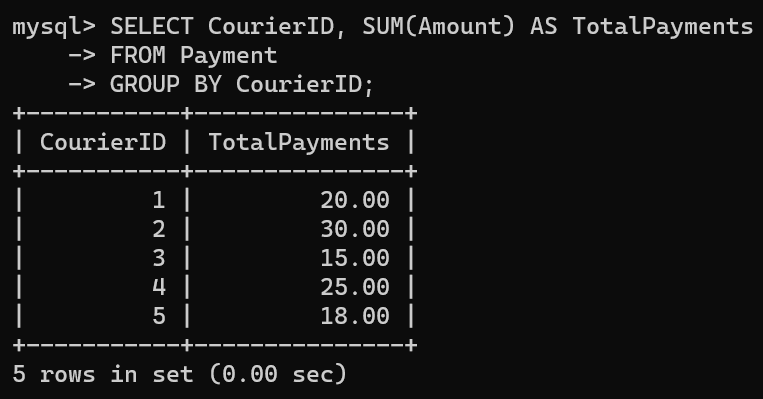 mysql> SELECT CourierID, SUM(Amount) AS TotalPayments
    -> FROM Payment
    -> GROUP BY CourierID;
+-----------+---------------+
| CourierID | TotalPayments |
+-----------+---------------+
|         1 |         20.00 |
|         2 |         30.00 |
|         3 |         15.00 |
|         4 |         25.00 |
|         5 |         18.00 |
+-----------+---------------+
5 rows in set (0.00 sec)